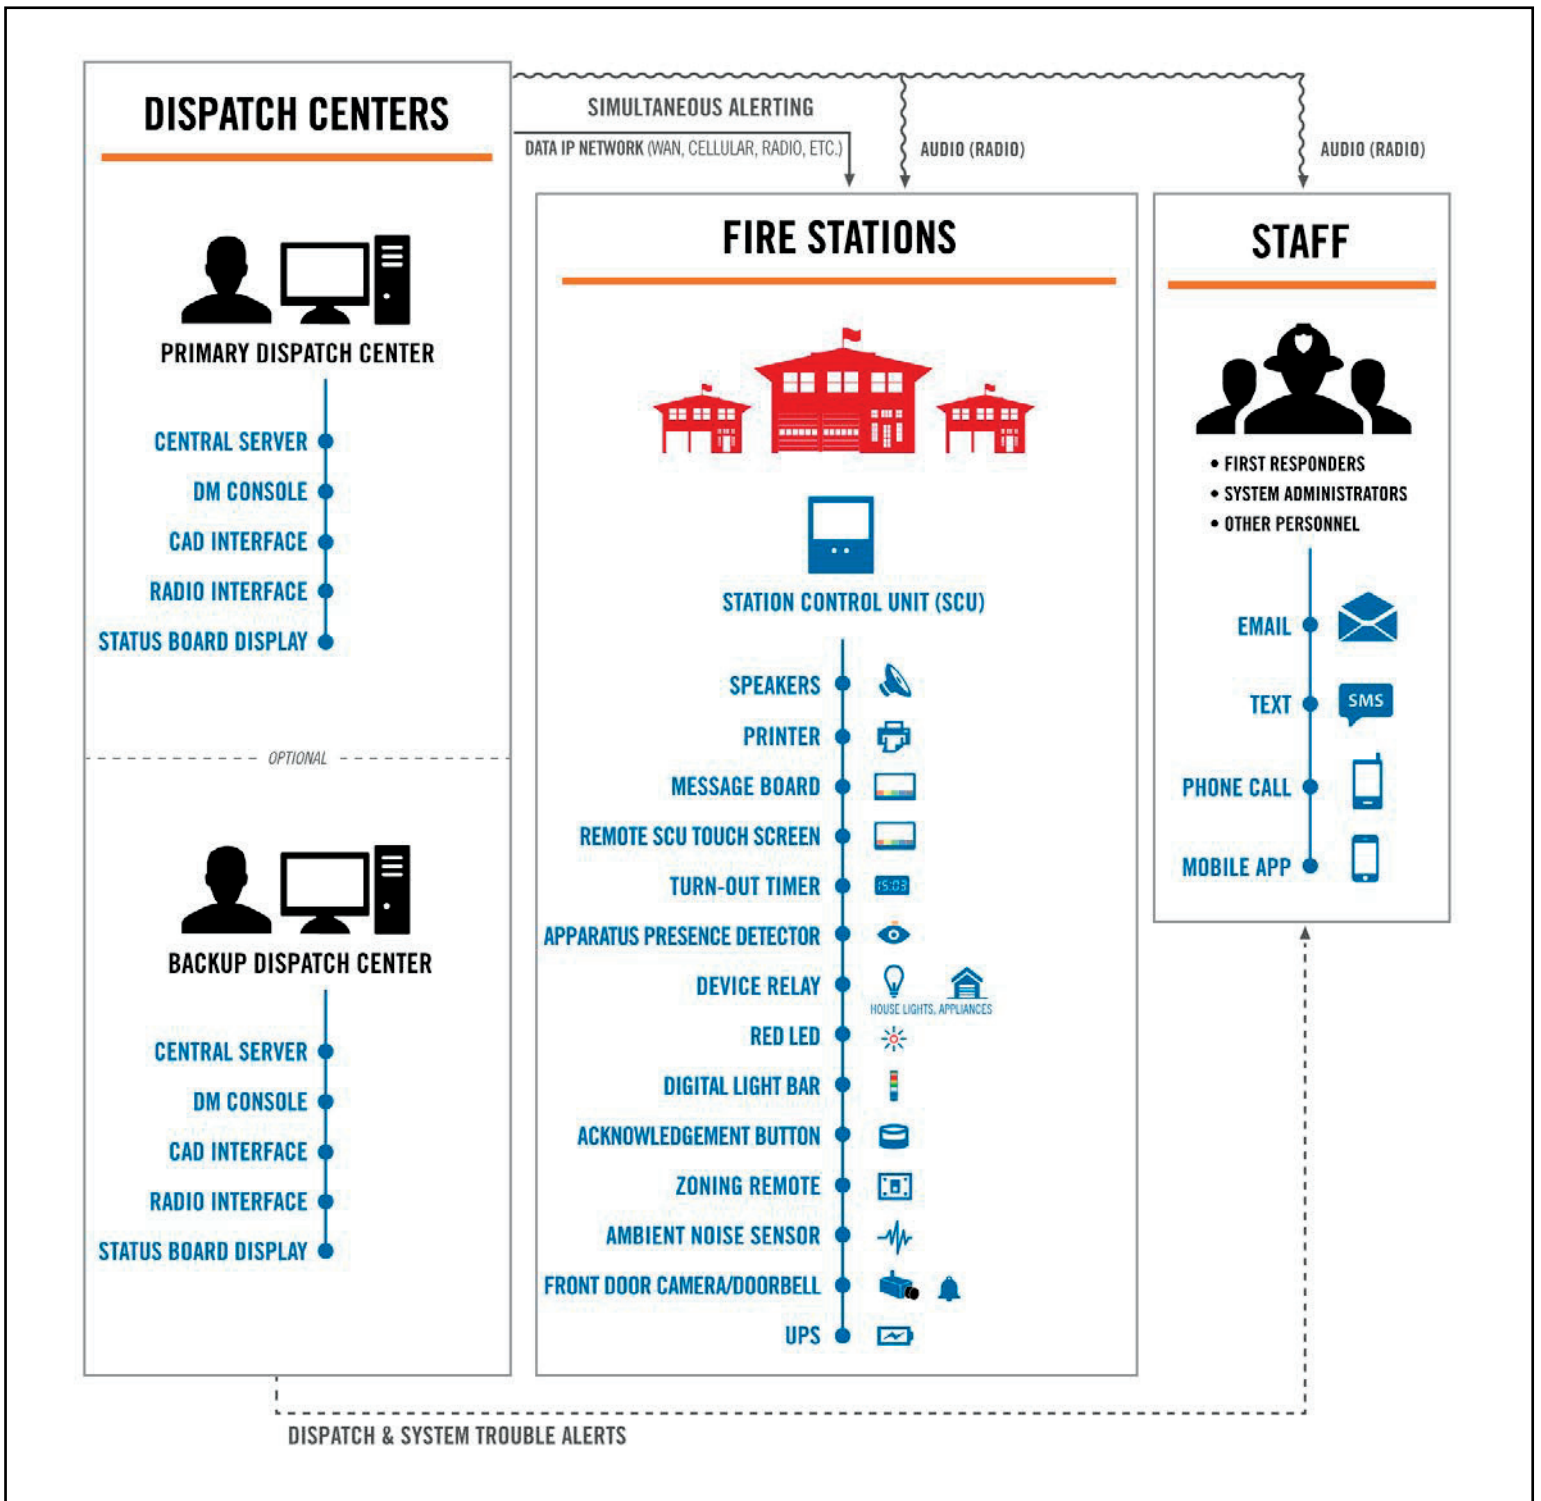 DISPATCH CENTERS
PRIMARY DISPATCH CENTER
CENTRAL SERVER
DM CONSOLE
CAD INTERFACE
RADIO INTERFACE
STATUS BOARD DISPLAY
OPTIONAL
BACKUP DISPATCH CENTER
CENTRAL SERVER
DM CONSOLE
CAD INTERFACE
RADIO INTERFACE
STATUS BOARD DISPLAY
SIMULTANEOUS ALERTING
DATA IP NETWORK (WAN, CELLULAR, RADIO, ETC.)
AUDIO (RADIO)
AUDIO (RADIO)
FIRE STATIONS
STATION CONTROL UNIT (SCU)
SPEAKERS
PRINTER
MESSAGE BOARD
REMOTE SCU TOUCH SCREEN
TURN-OUT TIMER
15:03
APPARATUS PRESENCE DETECTOR
DEVICE RELAY
HOUSE LIGHTS, APPLIANCES
RED LED
DIGITAL LIGHT BAR
ACKNOWLEDGEMENT BUTTON
ZONING REMOTE
AMBIENT NOISE SENSOR
FRONT DOOR CAMERA/DOORBELL
UPS
STAFF
• FIRST RESPONDERS
• SYSTEM ADMINISTRATORS
• OTHER PERSONNEL
EMAIL
TEXT
SMS
PHONE CALL
MOBILE APP
DISPATCH & SYSTEM TROUBLE ALERTS